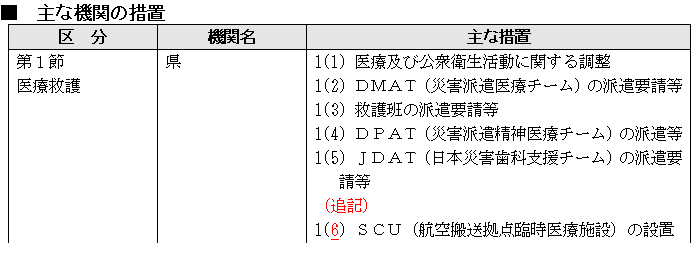 ■　主な機関の措置
区　分　機関名　主な措置
第１節　県　1(1) 医療及び公衆衛生活動に関する調整
医療救護　1(2) ＤＭＡＴ（災害派遣医療チーム）の派遣要請等
1(3) 救護班の派遣要請等
1(4) ＤＰＡＴ（災害派遣精神医療チーム）の派遣等
1(5) ＪＤＡＴ（日本災害歯科支援チーム）の派遣要
請等
（追記）
1(6) ＳＣＵ（航空搬送拠点臨時医療施設）の設置